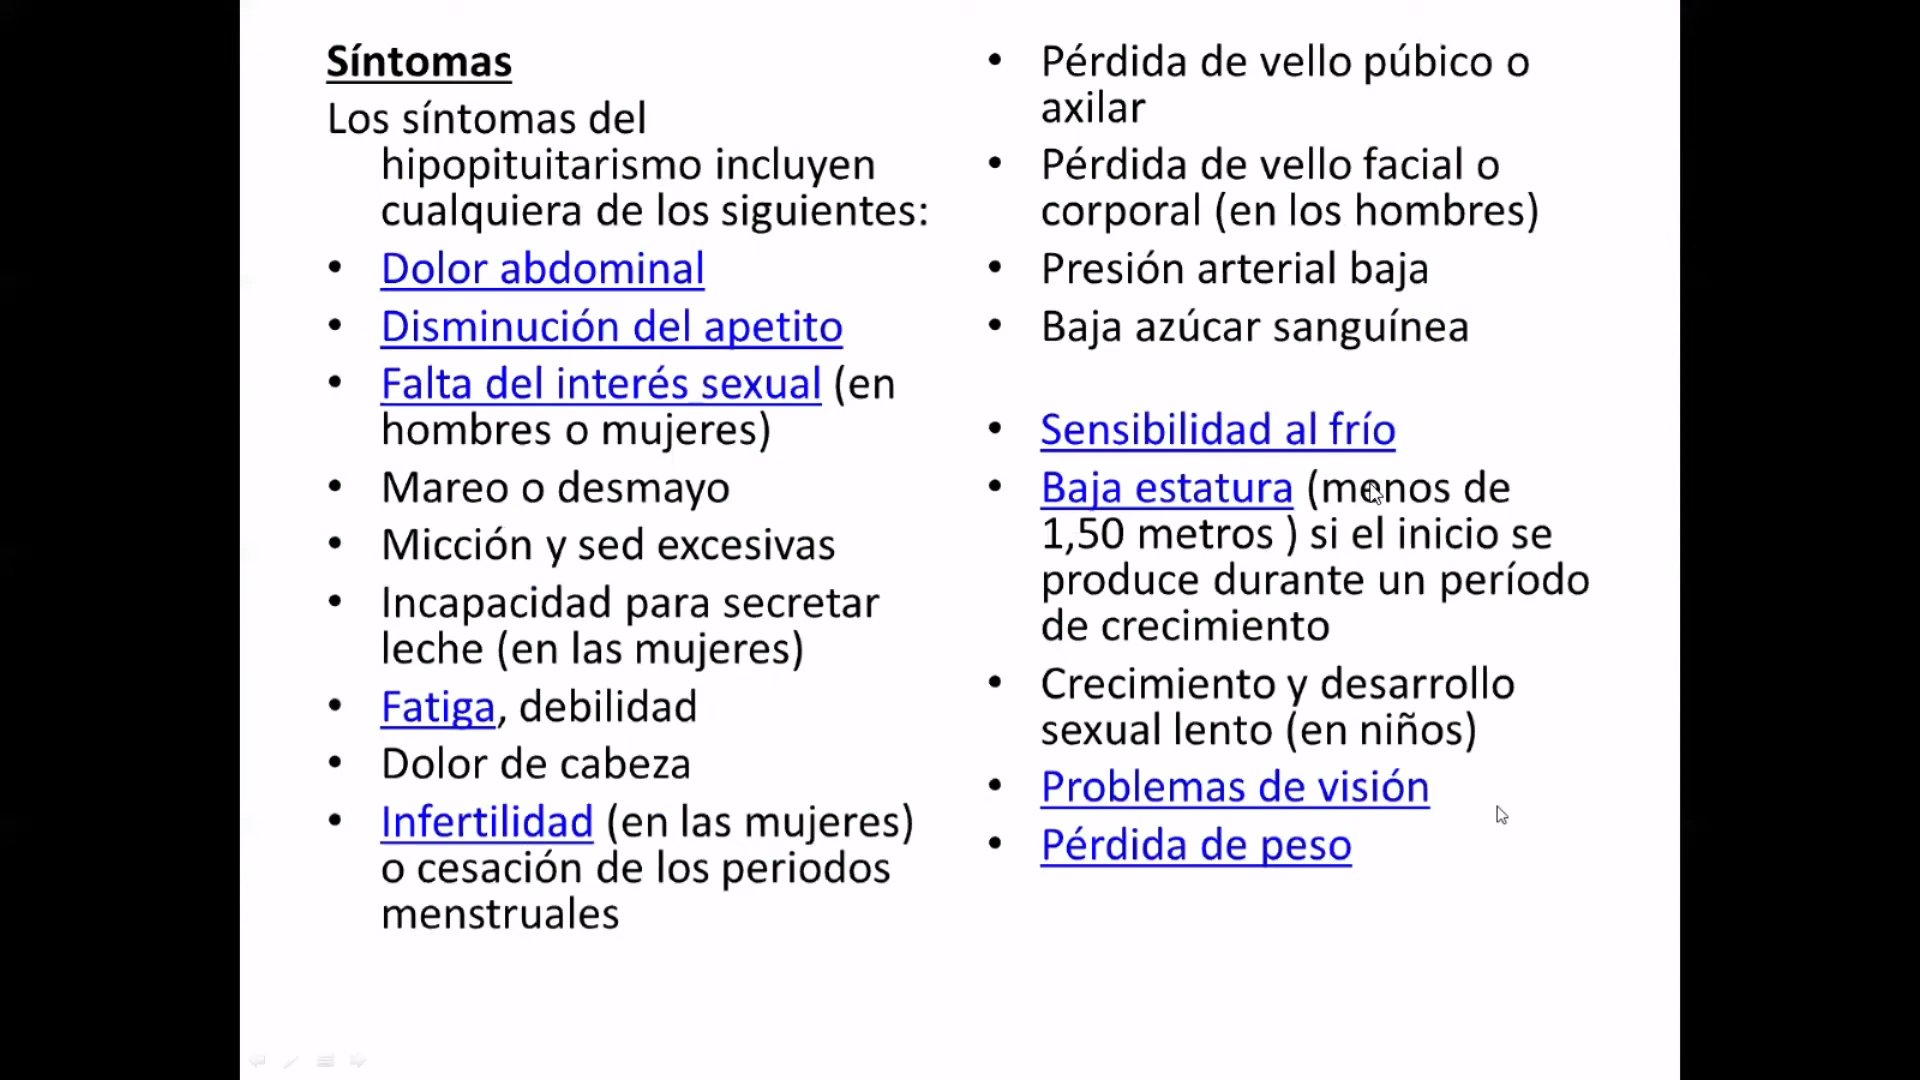 Síntomas
Los síntomas del
hipopituitarismo incluyen
cualquiera de los siguientes:
• Dolor abdominal
• Disminución del apetito
• Falta del interés sexual (en
hombres o mujeres)
• Mareo o desmayo
• Micción y sed excesivas
• Incapacidad para secretar
leche (en las mujeres)
• Fatiga, debilidad
• Dolor de cabeza
• Infertilidad (en las mujeres)
o cesación de los periodos
menstruales
• Pérdida de vello púbico o
axilar
• Pérdida de vello facial o
corporal (en los hombres)
• Presión arterial baja
• Baja azúcar sanguínea
• Sensibilidad al frío
• Baja estatura (menos de
1,50 metros ) si el inicio se
produce durante un período
de crecimiento
• Crecimiento y desarrollo
sexual lento (en niños)
• Problemas de visión
• Pérdida de peso